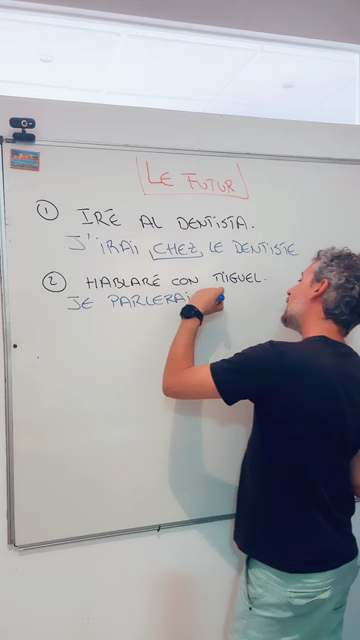 LE FUTUR
1 IRÉ AL DENTISTA.
J'IRAI CHEZ LE DENTISTE
2 HABLARÉ CON MIGUEL.
JE PARLERAI